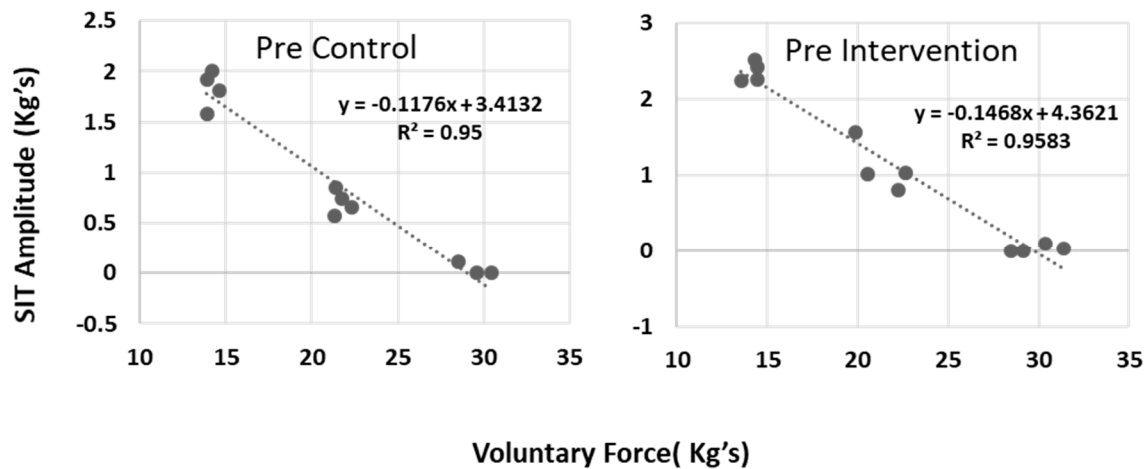 Pre Control
Pre Intervention
SIT Amplitude (Kg's)
2.5
2
1.5
1
0.5
0
-0.5
10 15 20 25 30 35
y = -0.1176x + 3.4132
R² = 0.95
3
2
1
0
-1
10 15 20 25 30 35
y = -0.1468x + 4.3621
R² = 0.9583
Voluntary Force( Kg's)